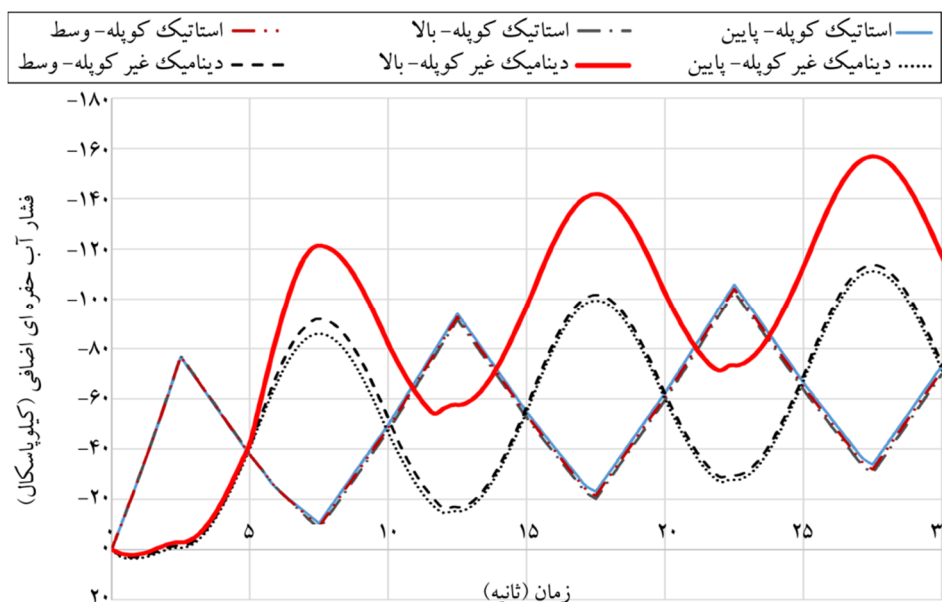 استاتیک کوپله- پایین استاتیک کوپله- بالا استاتیک کوپله- وسط
دینامیک غیر کوپله- پایین دینامیک غیر کوپله- بالا دینامیک غیر کوپله- وسط
-۱۸۰
-۱۶۰
-۱۴۰
-۱۲۰
-۱۰۰
-۸۰
-۶۰
-۴۰
-۲۰
۰
۲۰
فشار آب حفره ای اضافی (کیلوپاسکال)
۰ ۵ ۱۰ ۱۵ ۲۰ ۲۵ ۳۰
زمان (ثانیه)